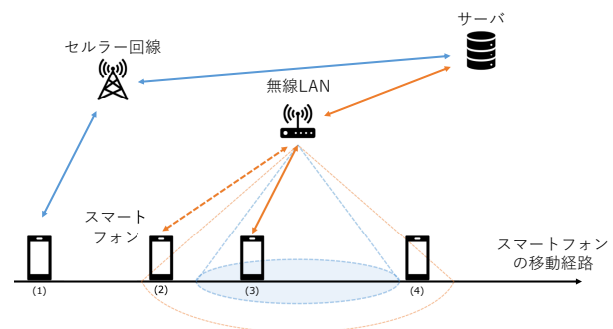 サーバ
セルラー回線
無線LAN
スマート
フォン
スマートフォン
の移動経路
(1)
(2)
(3)
(4)